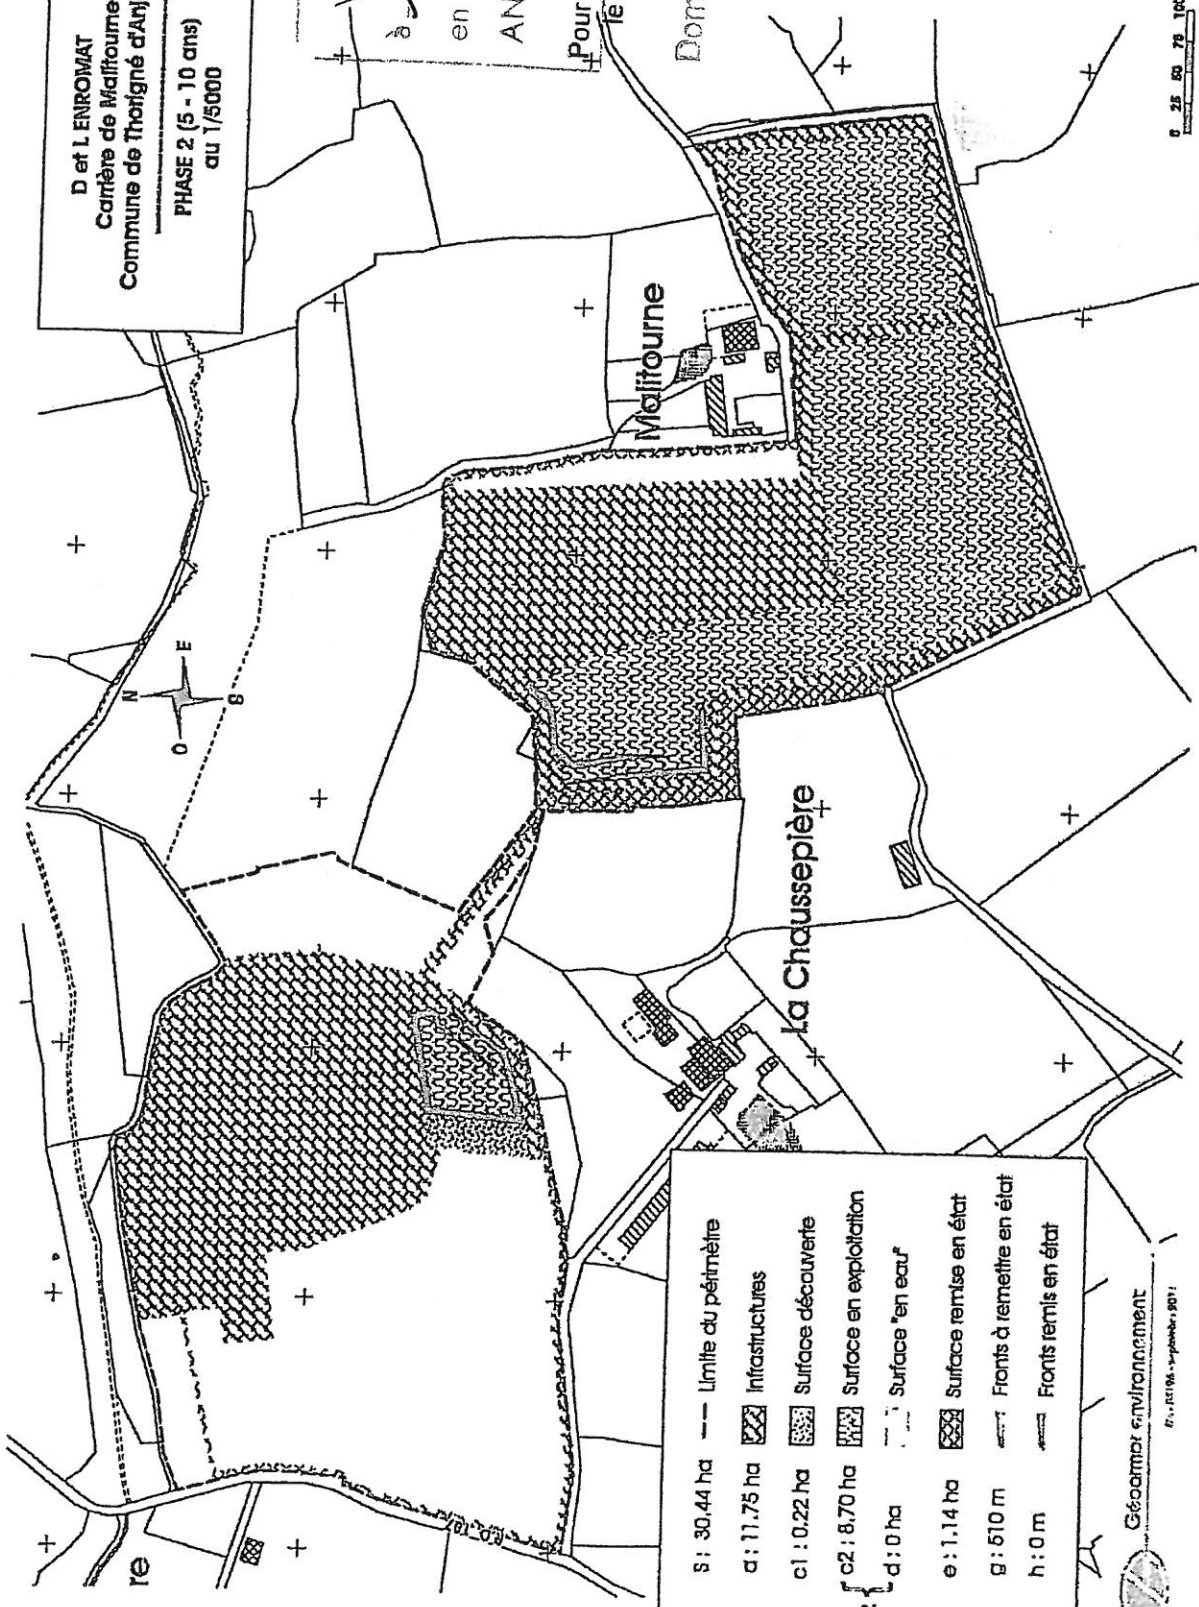 D et L ENROMAT
Carrière de Malitourne
Commune de Thorigné d'Anj
PHASE 2 (5 - 10 ans)
au 1/5000
à
en
AN
Pour
le
Dom
N
O
E
S
Malitourne
La Chaussepière
re
S : 30,44 ha Limite du périmètre
a : 11,75 ha Infrastructures
c1 : 0,22 ha Surface découverte
c2 : 8,70 ha Surface en exploitation
d : 0 ha Surface "en eau"
e : 1,14 ha Surface remise en état
g : 510 m Fronts à remettre en état
h : 0 m Fronts remis en état
Géoarmor environnement
0 25 50 75 100